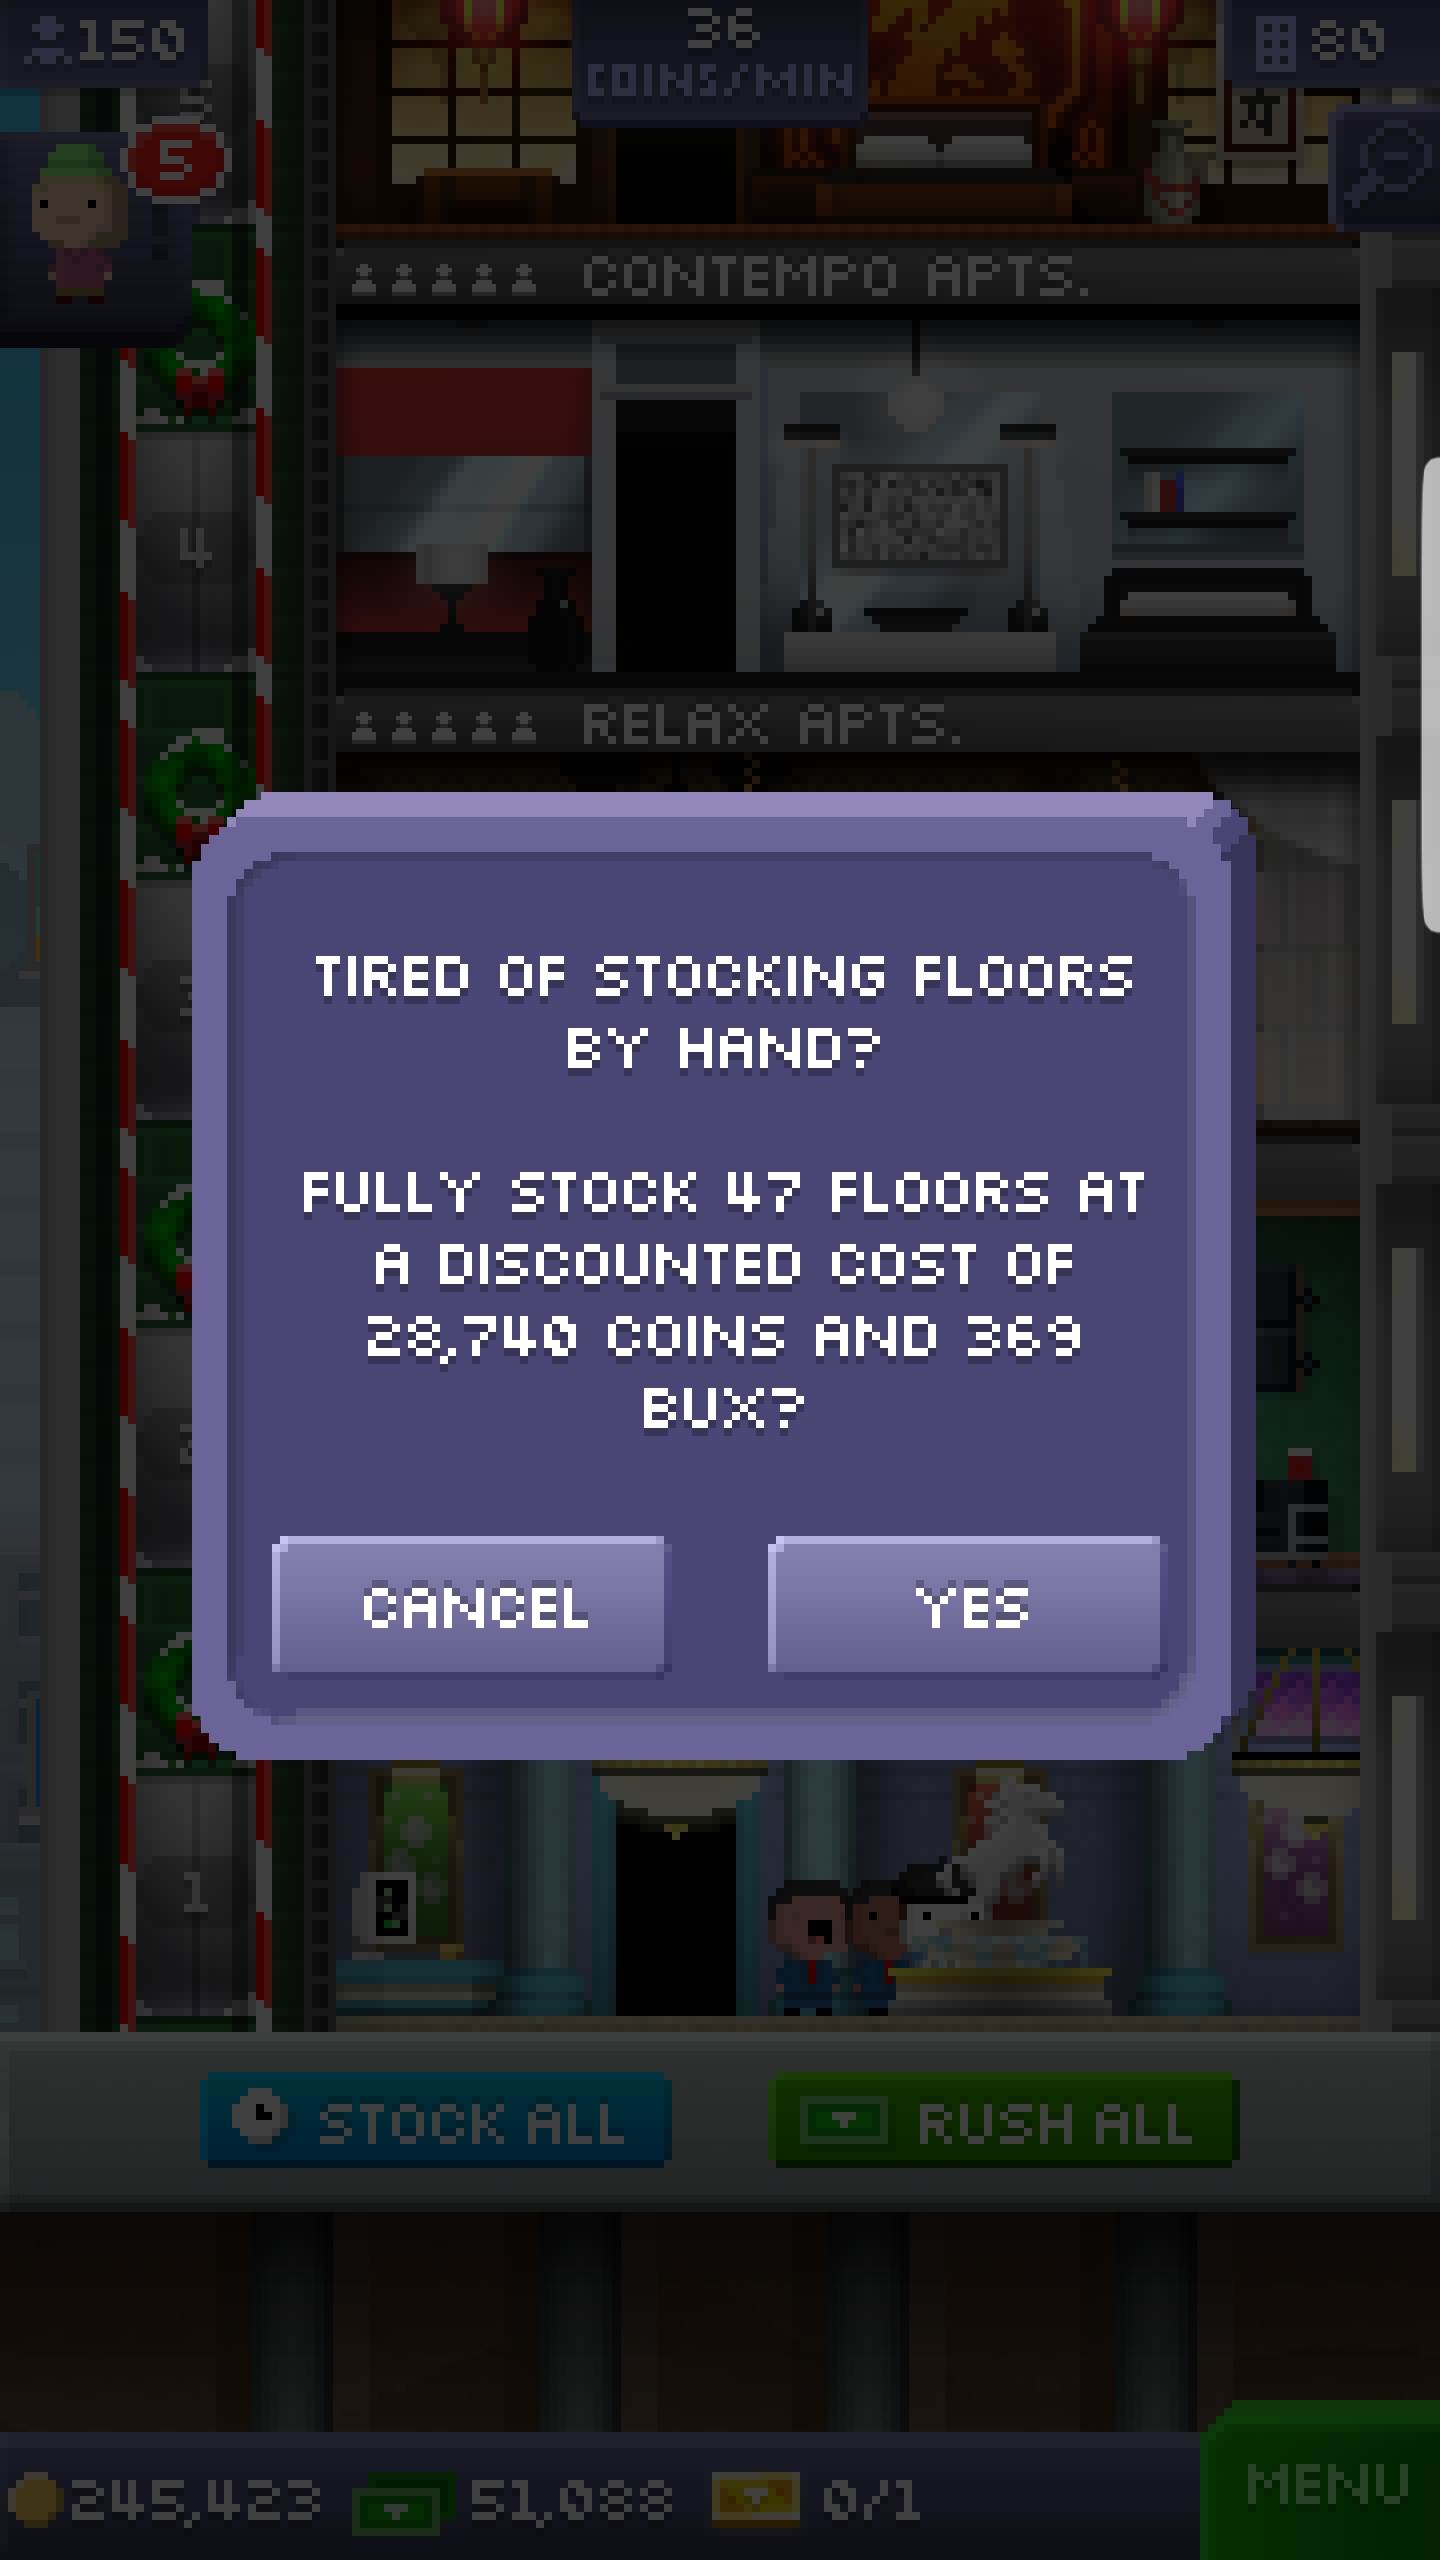 150
36
COINS/MIN
80
5
5
CONTEMPO APTS.
4
RELAX APTS.
TIRED OF STOCKING FLOORS
BY HAND?
FULLY STOCK 47 FLOORS AT
A DISCOUNTED COST OF
28,740 COINS AND 369
BUX?
CANCEL
YES
1
STOCK ALL
RUSH ALL
245,423
51,088
0/1
MENU